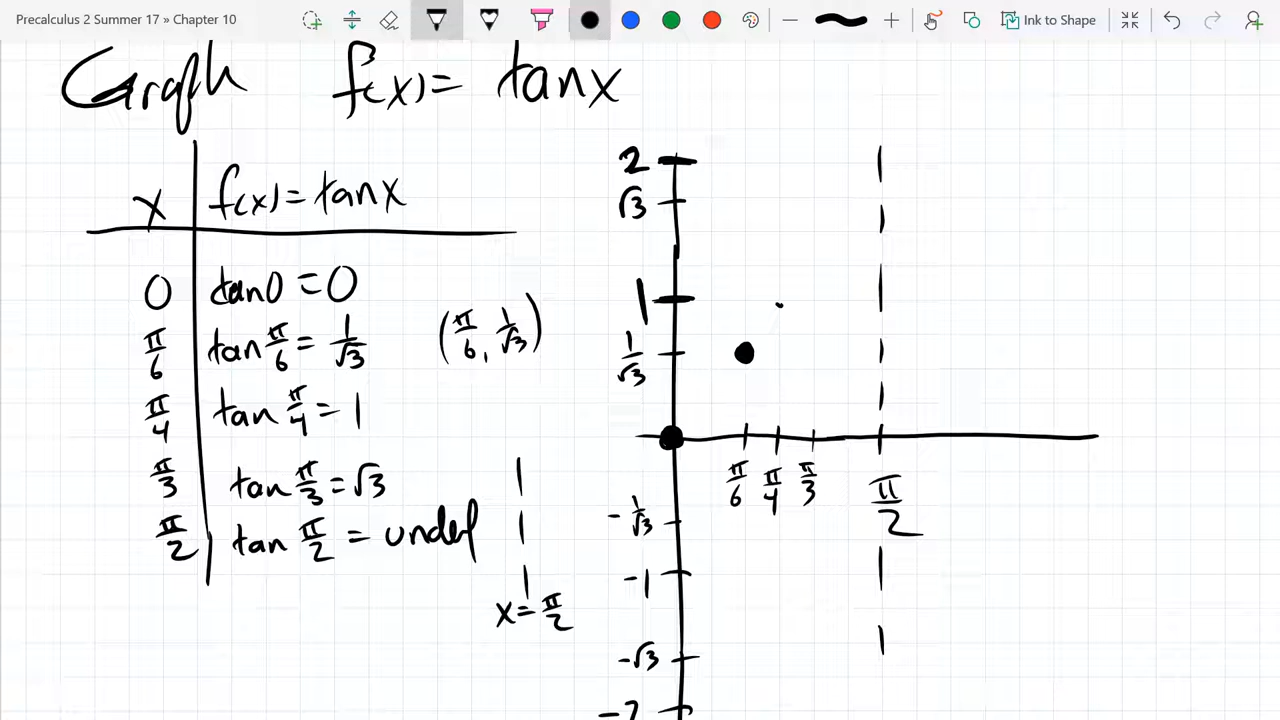 Precalculus 2 Summer 17 » Chapter 10
Ink to Shape
Graph f(x) = tanx
x f(x) = tanx
0 tan0 = 0
π/6 tan π/6 = 1/√3 (π/6, 1/√3)
π/4 tan π/4 = 1
π/3 tan π/3 = √3
π/2 tan π/2 = undef
x = π/2
2
√3
1
1/√3
π/6 π/4 π/3 π/2
-1/√3
-1
-√3
-2